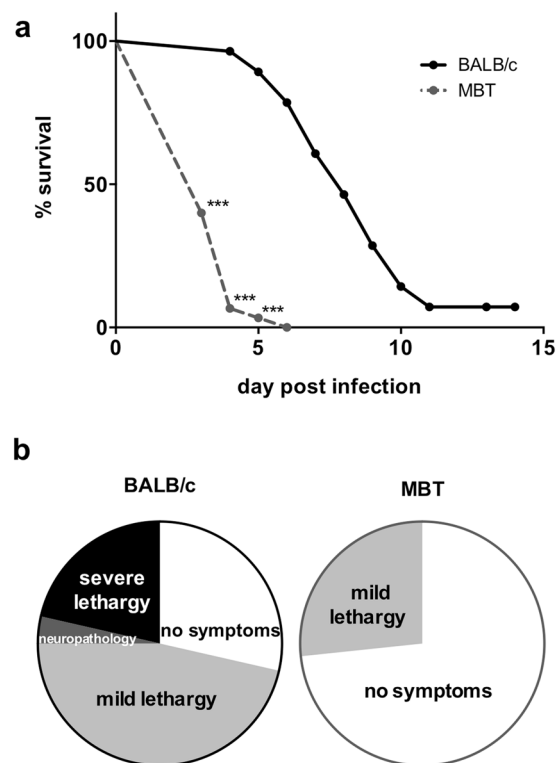 a
100
50
0
% survival
BALB/c
MBT
***
***
***
0
5
10
15
day post infection
b
BALB/c
MBT
severe
lethargy
no symptoms
neuropathology
mild lethargy
mild
lethargy
no symptoms